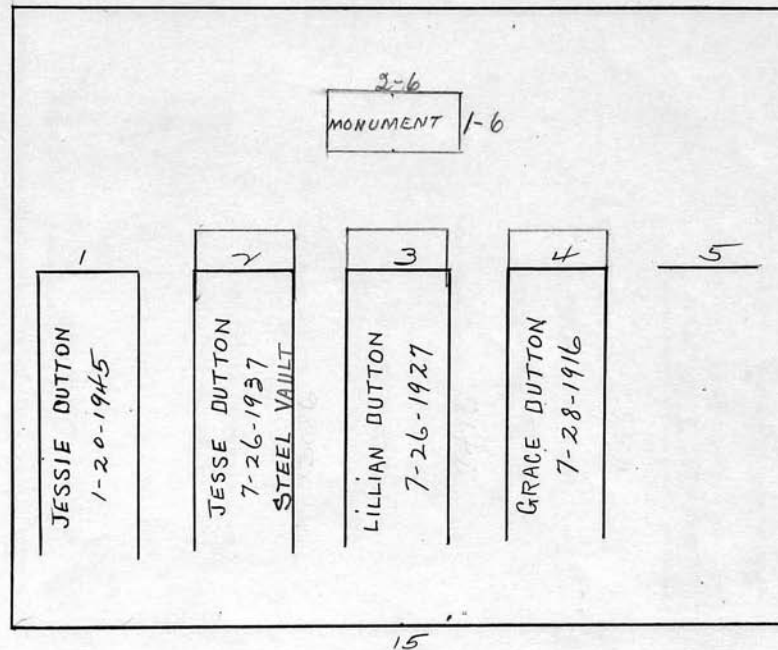 2-6
MONUMENT
1-6
1
2
3
4
5
JESSIE DUTTON
1-20-1945
JESSE DUTTON
7-26-1937
STEEL VAULT
LILLIAN DUTTON
7-26-1927
GRACE DUTTON
7-28-1916
15